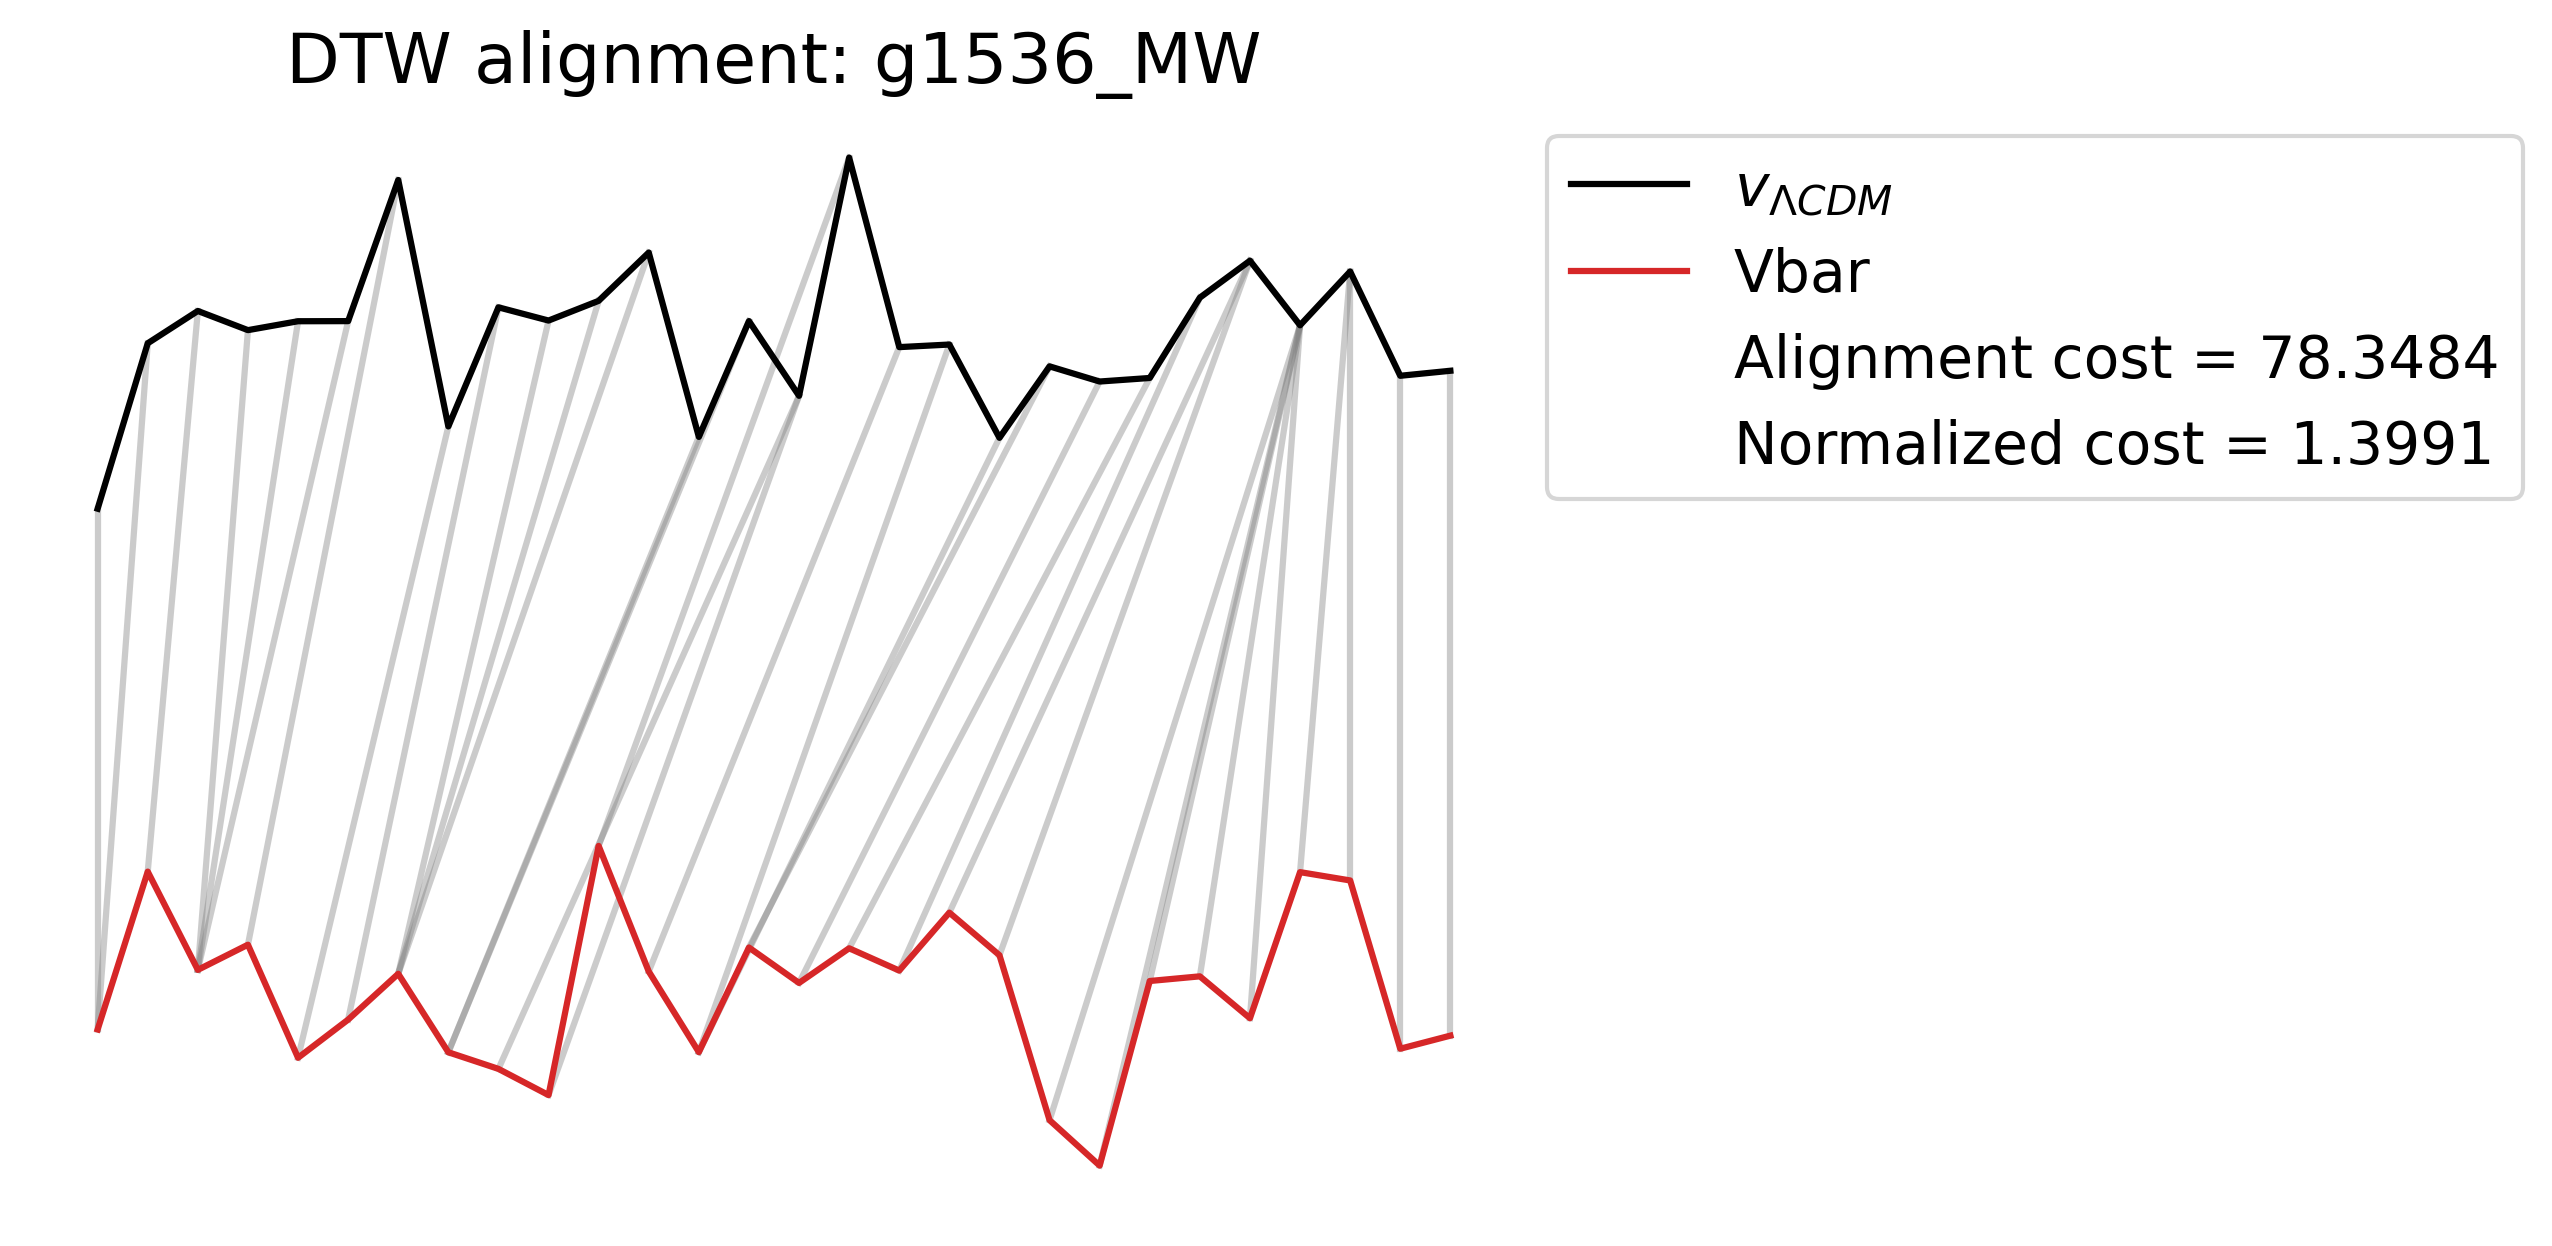 DTW alignment: g1536_MW
v_ΛCDM
Vbar
Alignment cost = 78.3484
Normalized cost = 1.3991